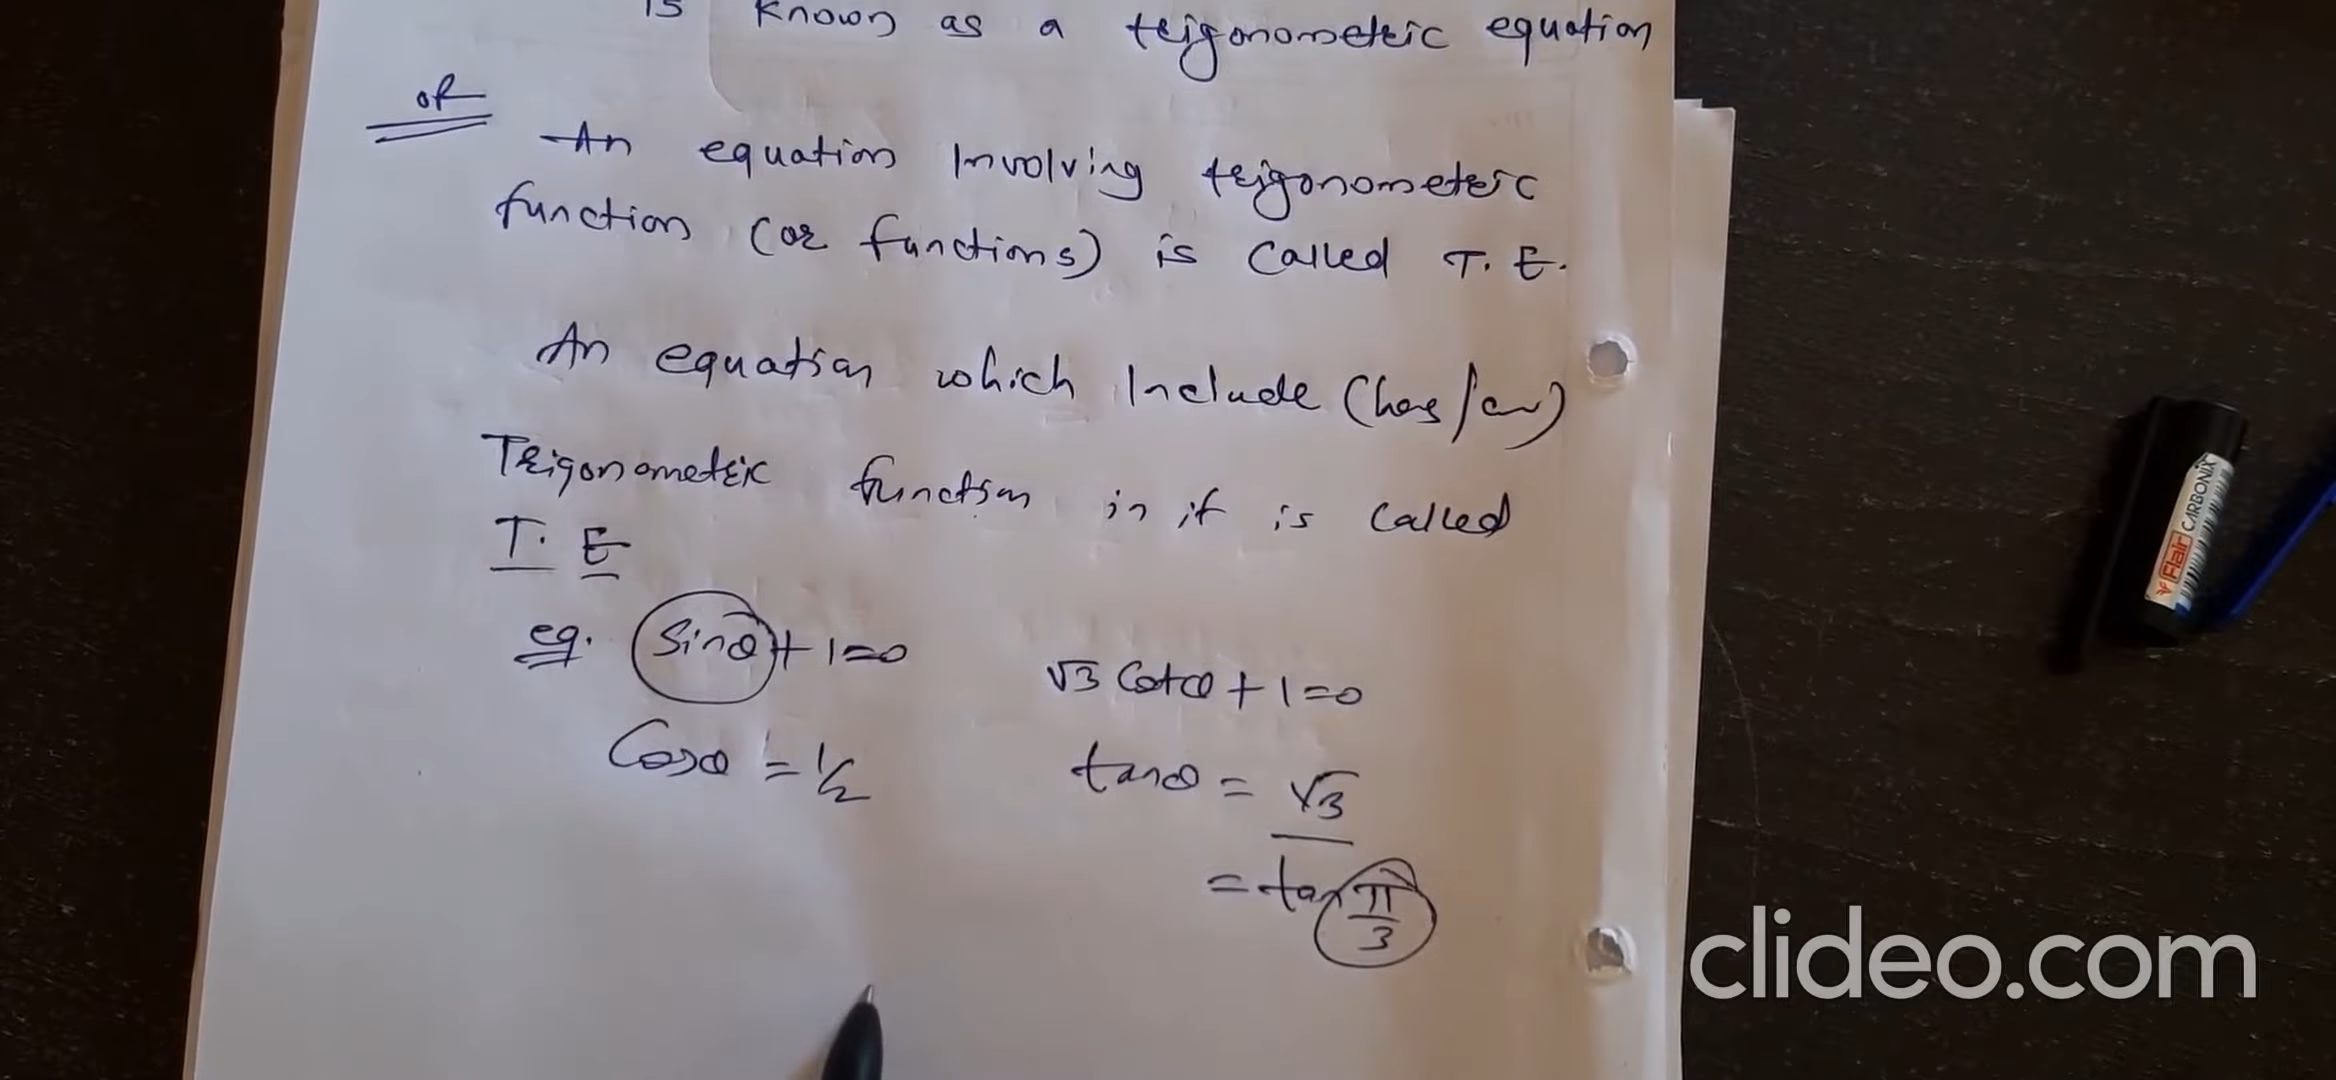 is known as a trigonometric equation
or
An equation Involving trigonometric
function (or functions) is called T. E.
An equation which Include (has/
Trigonometric function in it is called
T. E
eg. Sinθ + 1=0
√3 Cotθ + 1=0
Cosθ = 1/2
tanθ = √3
= tan π/3
Flair CARBONIX
clideo.com